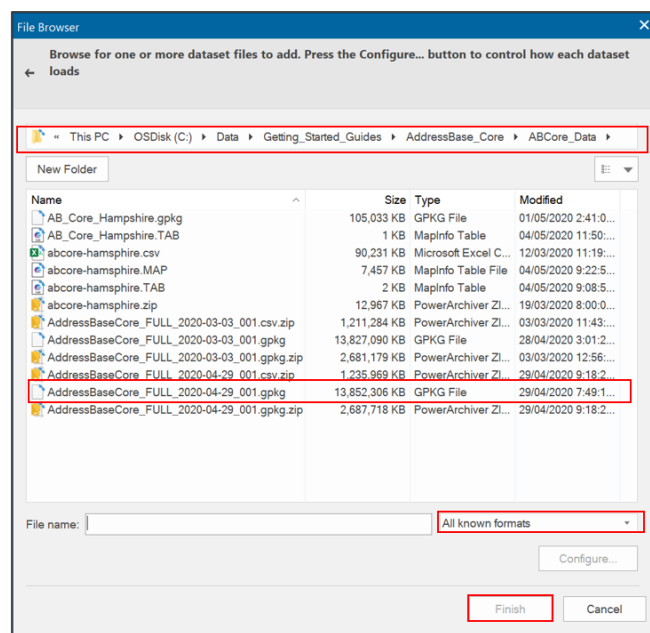 File Browser
Browse for one or more dataset files to add. Press the Configure... button to control how each dataset
loads
« This PC Data OSDisk (C:) Data Getting_Started_Guides AddressBase_Core ABCore_Data
New Folder
Name Size Type Modified
AB_Core_Hampshire.gpkg 105,033 KB GPKG File 01/05/2020 2:41:0...
AB_Core_Hampshire.TAB 1 KB MapInfo Table 04/05/2020 11:50:...
abcore-hamsphire.csv 90,231 KB Microsoft Excel C... 12/03/2020 11:19:...
abcore-hampshire.MAP 7,457 KB MapInfo Table File 04/05/2020 9:22:5...
abcore-hampshire.TAB 2 KB MapInfo Table 04/05/2020 9:08:5...
abcore-hampshire.zip 12,967 KB PowerArchiver ZI... 19/03/2020 8:00:0...
AddressBaseCore_FULL_2020-03-03_001.csv.zip 1,211,284 KB PowerArchiver ZI... 03/03/2020 11:43:...
AddressBaseCore_FULL_2020-03-03_001.gpkg 13,827,090 KB GPKG File 28/04/2020 3:01:2...
AddressBaseCore_FULL_2020-03-03_001.gpkg.zip 2,681,179 KB PowerArchiver ZI... 03/03/2020 12:56:...
AddressBaseCore_FULL_2020-04-29_001.csv.zip 1,235,969 KB PowerArchiver ZI... 29/04/2020 9:18:2...
AddressBaseCore_FULL_2020-04-29_001.gpkg 13,852,306 KB GPKG File 29/04/2020 7:49:1...
AddressBaseCore_FULL_2020-04-29_001.gpkg.zip 2,687,718 KB PowerArchiver ZI... 29/04/2020 9:18:2...
File name: All known formats
Configure...
Finish Cancel